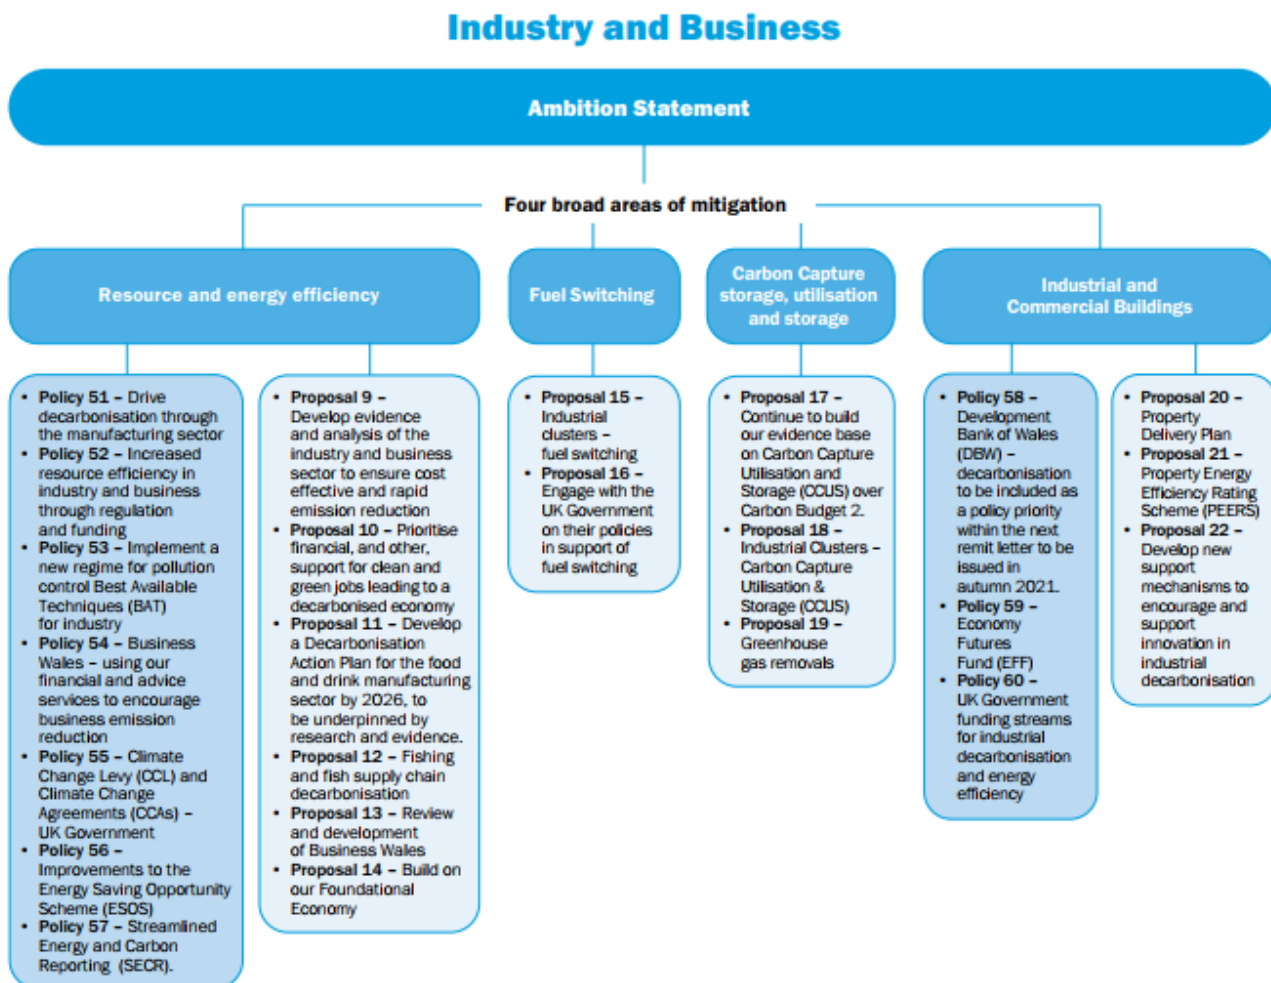 Industry and Business
Ambition Statement
Four broad areas of mitigation
Resource and energy efficiency
Fuel Switching
Carbon Capture
storage, utilisation
and storage
Industrial and
Commercial Buildings
• Policy 51 – Drive
decarbonisation through
the manufacturing sector
• Policy 52 – Increased
resource efficiency in
industry and business
through regulation
and funding
• Policy 53 – Implement a
new regime for pollution
control Best Available
Techniques (BAT)
for industry
• Policy 54 – Business
Wales – using our
financial and advice
services to encourage
business emission
reduction
• Policy 55 – Climate
Change Levy (CCL) and
Climate Change
Agreements (CCAs) –
UK Government
• Policy 56 –
Improvements to the
Energy Saving Opportunity
Scheme (ESOS)
• Policy 57 – Streamlined
Energy and Carbon
Reporting (SECR).
• Proposal 9 –
Develop evidence
and analysis of the
industry and business
sector to ensure cost
effective and rapid
emission reduction
• Proposal 10 – Prioritise
financial, and other,
support for clean and
green jobs leading to a
decarbonised economy
• Proposal 11 – Develop
a Decarbonisation
Action Plan for the food
and drink manufacturing
sector by 2026, to
be underpinned by
research and evidence.
• Proposal 12 – Fishing
and fish supply chain
decarbonisation
• Proposal 13 – Review
and development
of Business Wales
• Proposal 14 – Build on
our Foundational
Economy
• Proposal 15 –
Industrial
clusters –
fuel switching
• Proposal 16 –
Engage with the
UK Government
on their policies
in support of
fuel switching
• Proposal 17 –
Continue to build
our evidence base
on Carbon Capture
Utilisation and
Storage (CCUS) over
Carbon Budget 2.
• Proposal 18 –
Industrial Clusters –
Carbon Capture
Utilisation &
Storage (CCUS)
• Proposal 19 –
Greenhouse
gas removals
• Policy 58 –
Development
Bank of Wales
(DBW) –
decarbonisation
to be included as
a policy priority
within the next
remit letter to be
issued in
autumn 2021.
• Policy 59 –
Economy
Futures
Fund (EFF)
• Policy 60 –
UK Government
funding streams
for industrial
decarbonisation
and energy
efficiency
• Proposal 20 –
Property
Delivery Plan
• Proposal 21 –
Property Energy
Efficiency Rating
Scheme (PEERS)
• Proposal 22 –
Develop new
support
mechanisms to
encourage and
support
innovation in
industrial
decarbonisation